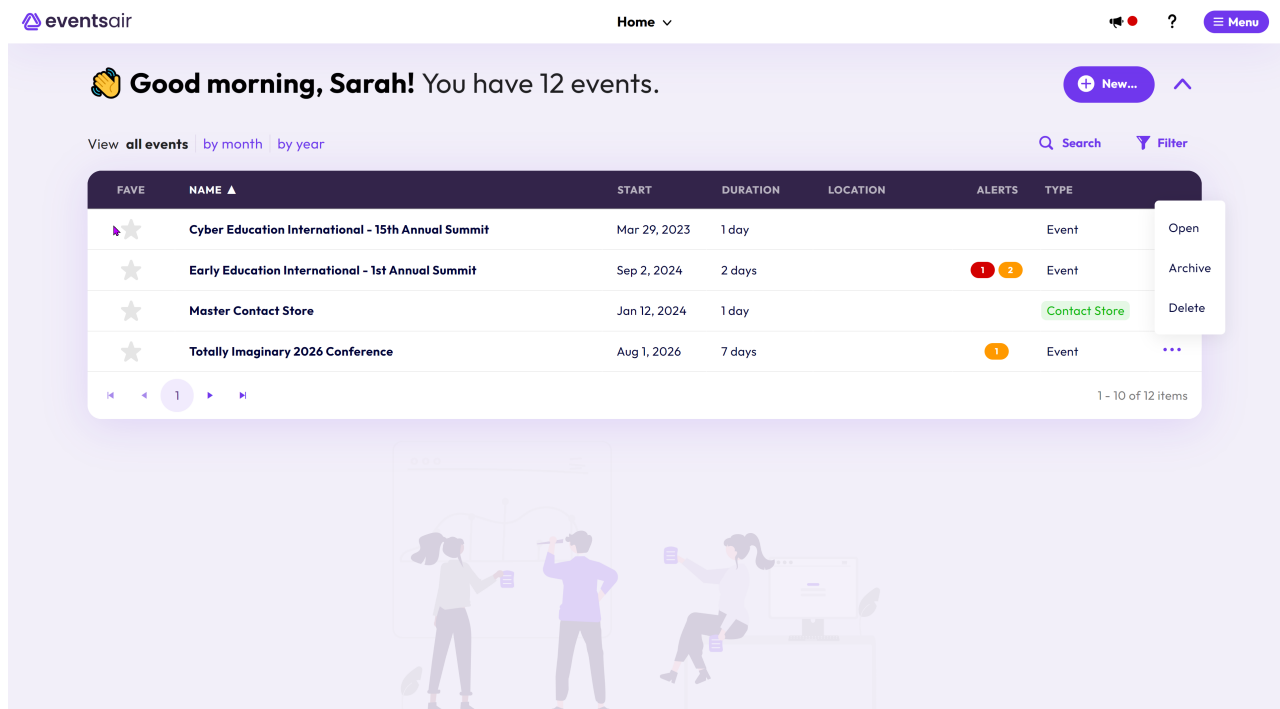 eventsair
Home
? Menu
Good morning, Sarah! You have 12 events.
New...
View all events by month by year
Search Filter
FAVE NAME ▲ START DURATION LOCATION ALERTS TYPE
Cyber Education International - 15th Annual Summit Mar 29, 2023 1 day Event
Open
Early Education International - 1st Annual Summit Sep 2, 2024 2 days 1 2 Event
Archive
Master Contact Store Jan 12, 2024 1 day Contact Store
Delete
Totally Imaginary 2026 Conference Aug 1, 2026 7 days 1 Event
1
1 - 10 of 12 items